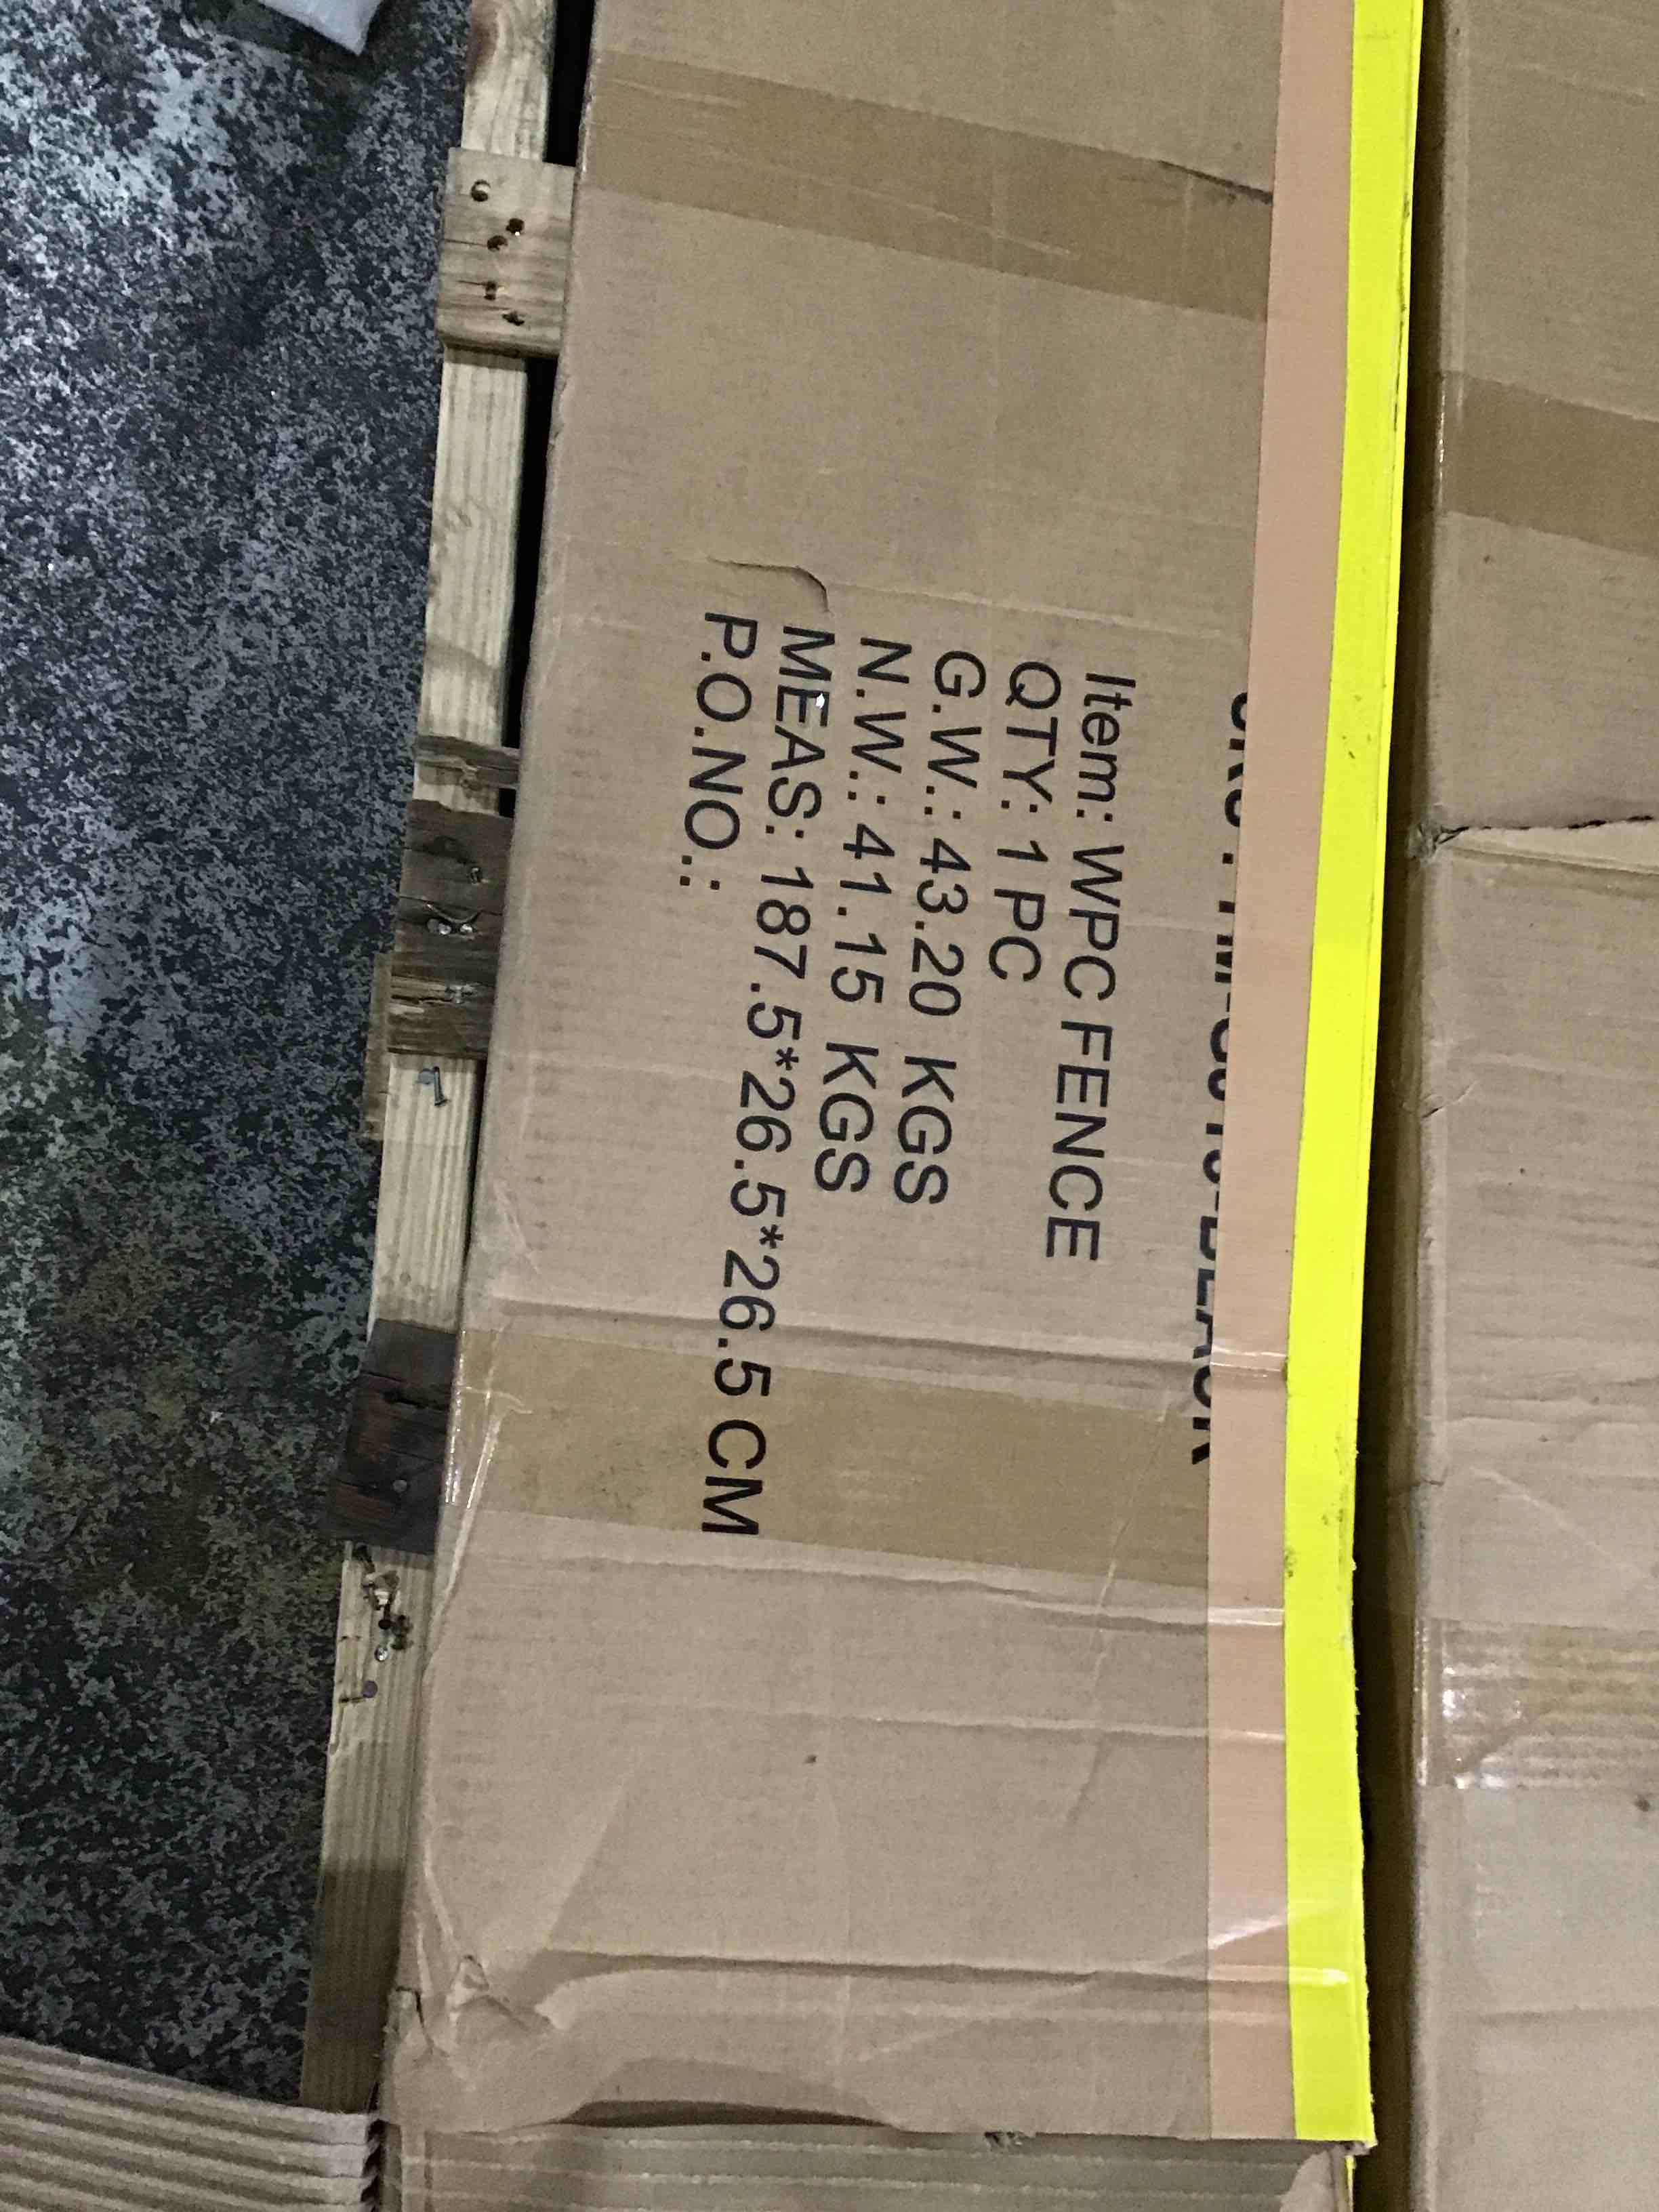 Item: WPC FENCE
QTY: 1 PC
G.W.: 43.20 KGS
N.W.: 41.15 KGS
MEAS: 187.5*26.5*26.5 CM
P.O.NO.: